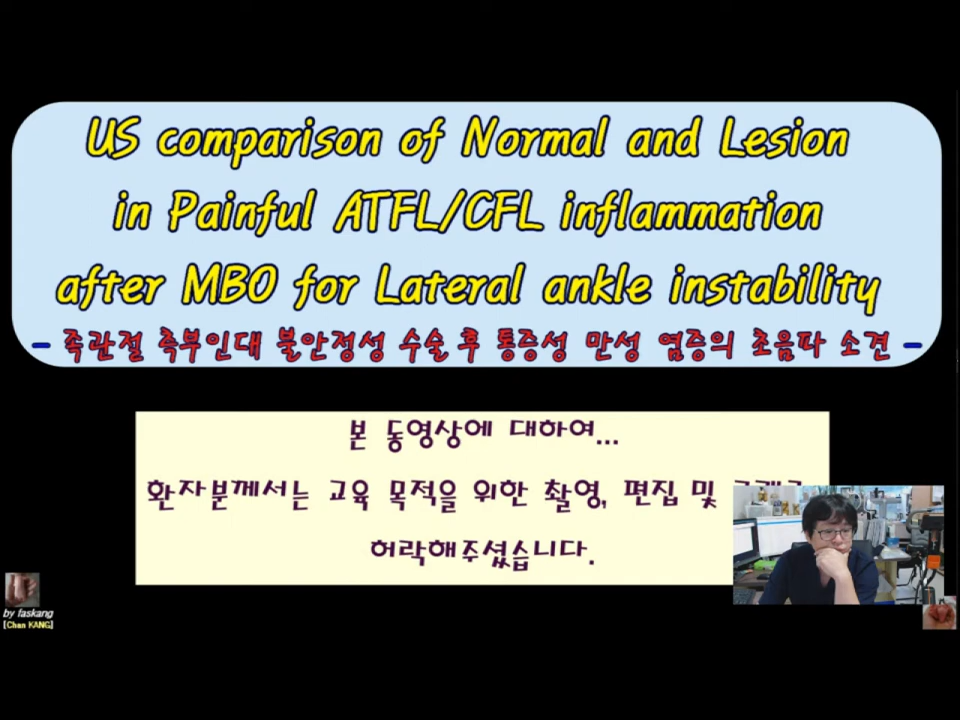 US comparison of Normal and Lesion
in Painful ATFL/CFL inflammation
after MBO for Lateral ankle instability
- 족관절 측부인대 불안정성 수술 후 통증성 만성 염증의 초음파 소견 -
본 동영상에 대하여...
환자분께서는 교육 목적을 위한 촬영, 편집 및
허락해주셨습니다.
by faskang
[Chan KANG]